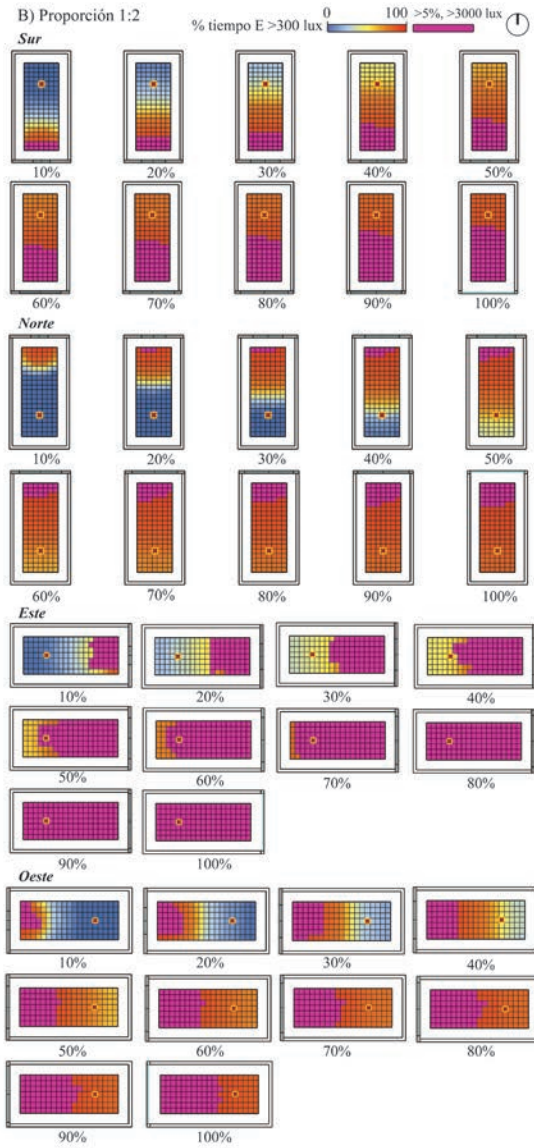 B) Proporción 1:2
% tiempo E >300 lux
0 100
>5%, >3000 lux
Sur
10% 20% 30% 40% 50%
60% 70% 80% 90% 100%
Norte
10% 20% 30% 40% 50%
60% 70% 80% 90% 100%
Este
10% 20% 30% 40%
50% 60% 70% 80%
90% 100%
Oeste
10% 20% 30% 40%
50% 60% 70% 80%
90% 100%